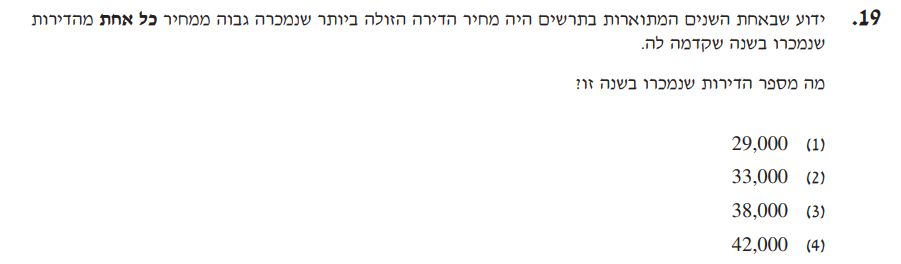 19. ידוע שבאחת השנים המתוארות בתרשים היה מחיר הדירה הזולה ביותר שנמכרה גבוה ממחיר כל אחת מהדירות
שנמכרו בשנה שקדמה לה.
מה מספר הדירות שנמכרו בשנה זו?
(1) 29,000
(2) 33,000
(3) 38,000
(4) 42,000